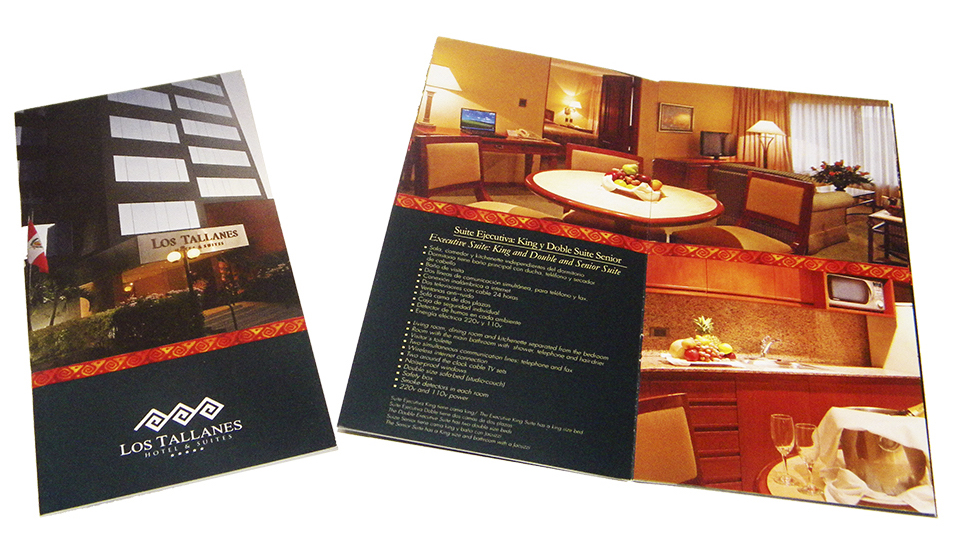 LOS TALLANES
HOTEL & SUITES
LOS TALLANES
HOTEL & SUITES
Suite Ejecutiva: King y Doble Suite Senior
Executive Suite: King and Double and Senior Suite
• Sofá, comedor y kitchenette independientes del dormitorio
• Dormitorio tiene baño principal con ducha, teléfono y secador
de cabello
• Baño de visita
• Dos líneas de comunicación simultánea, para teléfono y fax
• Conexión inalámbrica a internet
• Dos televisores con cable 24 horas
• Ventanas anti-ruido
• Sofá cama de dos plazas
• Caja de seguridad individual
• Detector de humos en cada ambiente
• Energía eléctrica 220v y 110v
• Living room, dining room and kitchenette separated from the bedroom
• Room with the main bathroom with shower, telephone and hair-drier
• Visitor's toilette
• Two simultaneous communication lines: telephone and fax
• Wireless internet connection
• Two around the clock cable TV sets
• Noise-proof windows
• Double size sofa-bed (studio-couch)
• Safety box
• Smoke detectors in each room
• 220v and 110v power
Suite Ejecutiva King tiene cama king/ The Executive King Suite has a king size bed
Suite Ejecutiva Doble tiene dos camas de dos plazas
The Double Executive Suite has two double size beds
Suite Senior tiene cama king y baño con jacuzzi
The Senior Suite has a King size and bathroom with a Jacuzzi